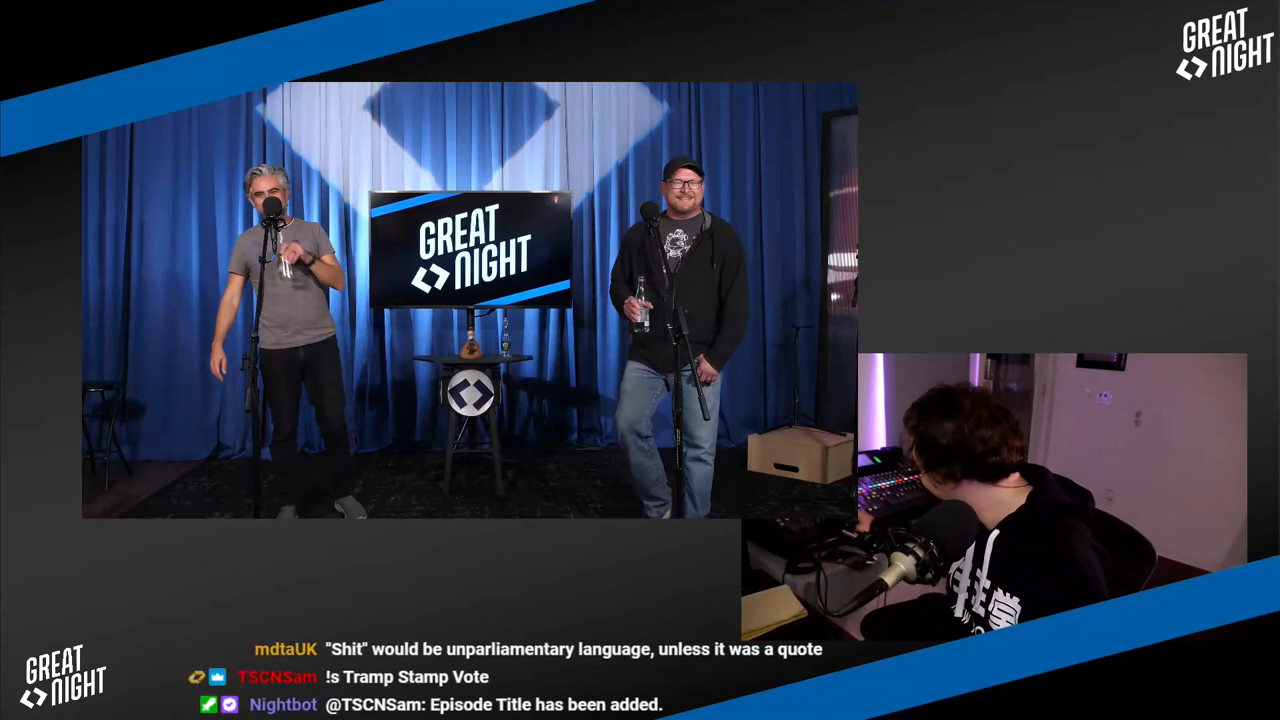 GREAT
NIGHT
GREAT
NIGHT
mdtaUK "Shit" would be unparliamentary language, unless it was a quote
TSCNSam !s Tramp Stamp Vote
Nightbot @TSCNSam: Episode Title has been added.
GREAT
NIGHT